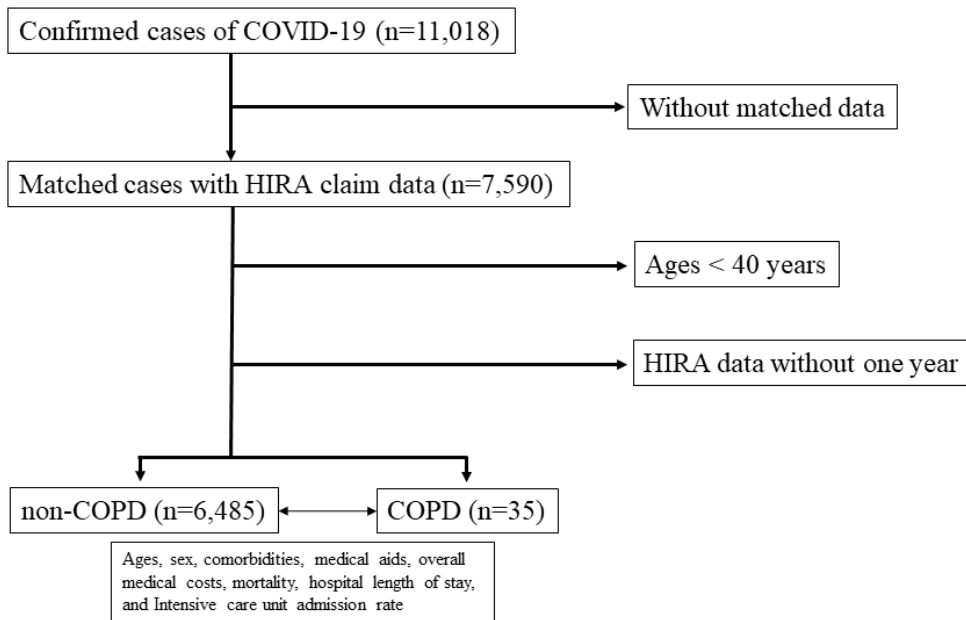 Confirmed cases of COVID-19 (n=11,018)
Without matched data
Matched cases with HIRA claim data (n=7,590)
Ages < 40 years
HIRA data without one year
non-COPD (n=6,485)
COPD (n=35)
Ages, sex, comorbidities, medical aids, overall
medical costs, mortality, hospital length of stay,
and Intensive care unit admission rate